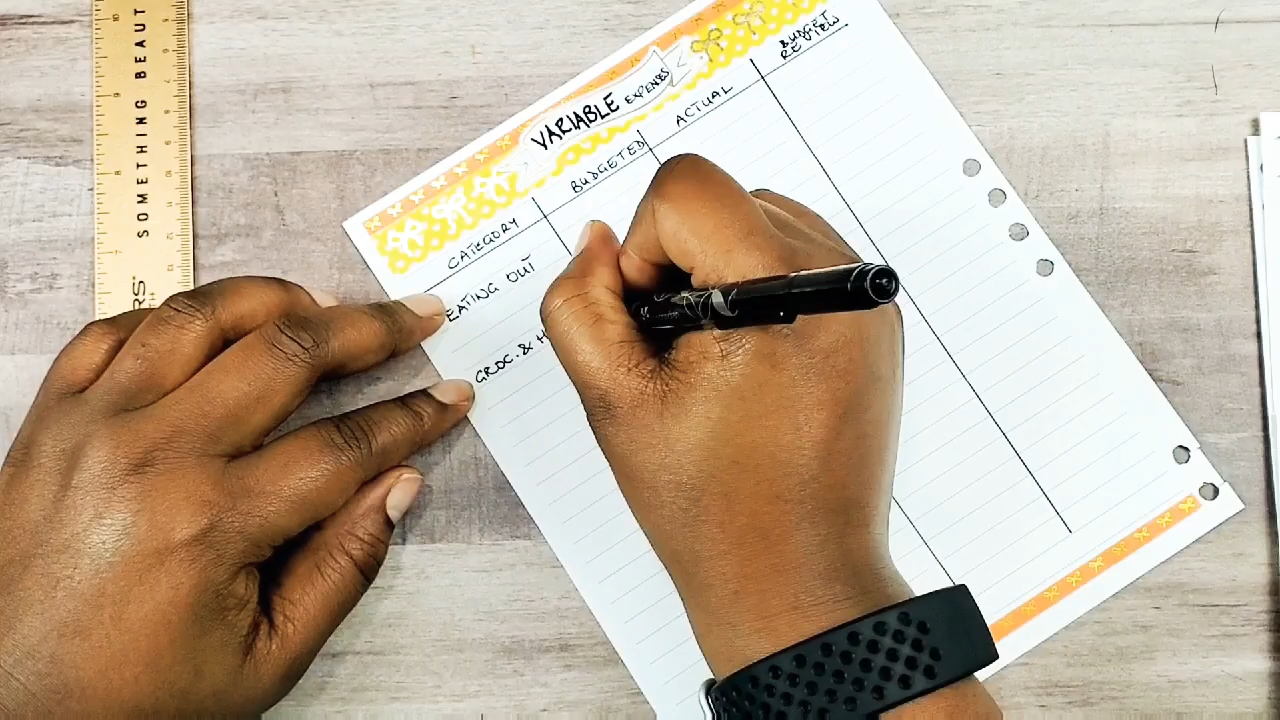 SOMETHING BEAUT
VARIABLE EXPENSES
CATEGORY
BUDGETED
ACTUAL
BUDGET
REVIEW
EATING OUT
GROC. & H